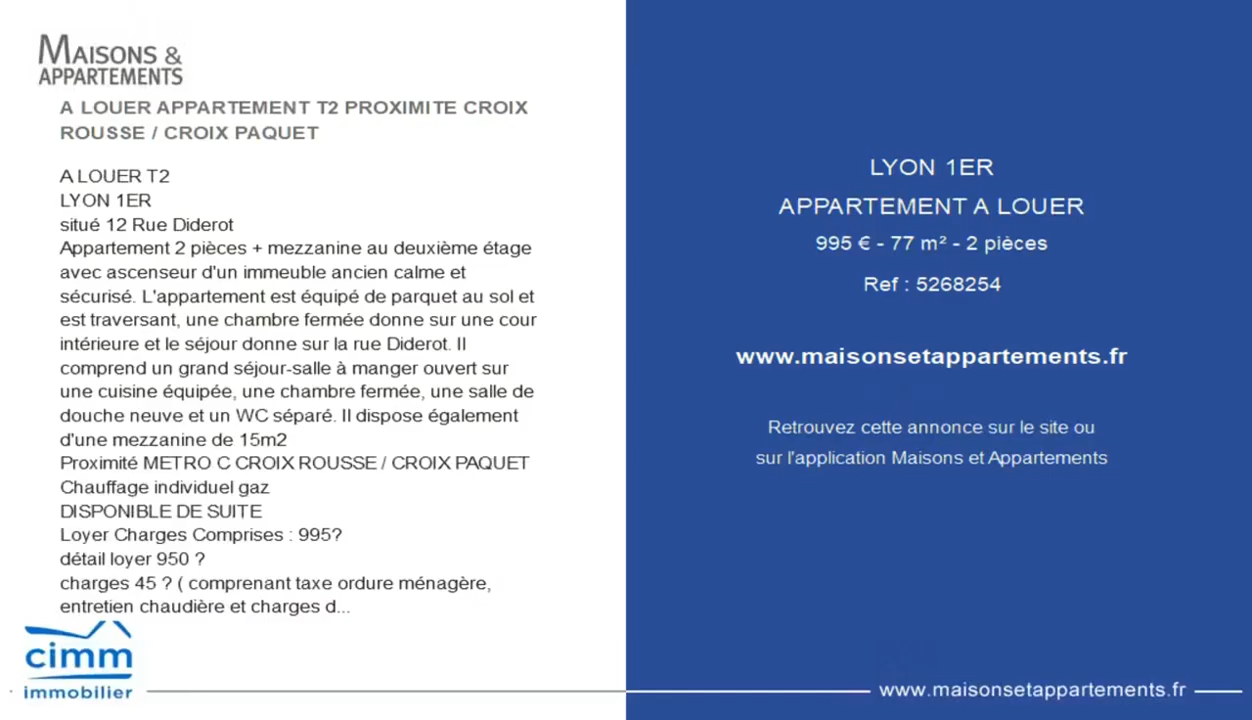 MAISONS &
APPARTEMENTS
A LOUER APPARTEMENT T2 PROXIMITE CROIX
ROUSSE / CROIX PAQUET
A LOUER T2
LYON 1ER
situé 12 Rue Diderot
Appartement 2 pièces + mezzanine au deuxième étage
avec ascenseur d'un immeuble ancien calme et
sécurisé. L'appartement est équipé de parquet au sol et
est traversant, une chambre fermée donne sur une cour
intérieure et le séjour donne sur la rue Diderot. Il
comprend un grand séjour-salle à manger ouvert sur
une cuisine équipée, une chambre fermée, une salle de
douche neuve et un WC séparé. Il dispose également
d'une mezzanine de 15m2
Proximité METRO C CROIX ROUSSE / CROIX PAQUET
Chauffage individuel gaz
DISPONIBLE DE SUITE
Loyer Charges Comprises : 995?
détail loyer 950 ?
charges 45 ? ( comprenant taxe ordure ménagère,
entretien chaudière et charges d...
cimm
immobilier
LYON 1ER
APPARTEMENT A LOUER
995 € - 77 m² - 2 pièces
Ref : 5268254
www.maisonsetappartements.fr
Retrouvez cette annonce sur le site ou
sur l'application Maisons et Appartements
www.maisonsetappartements.fr